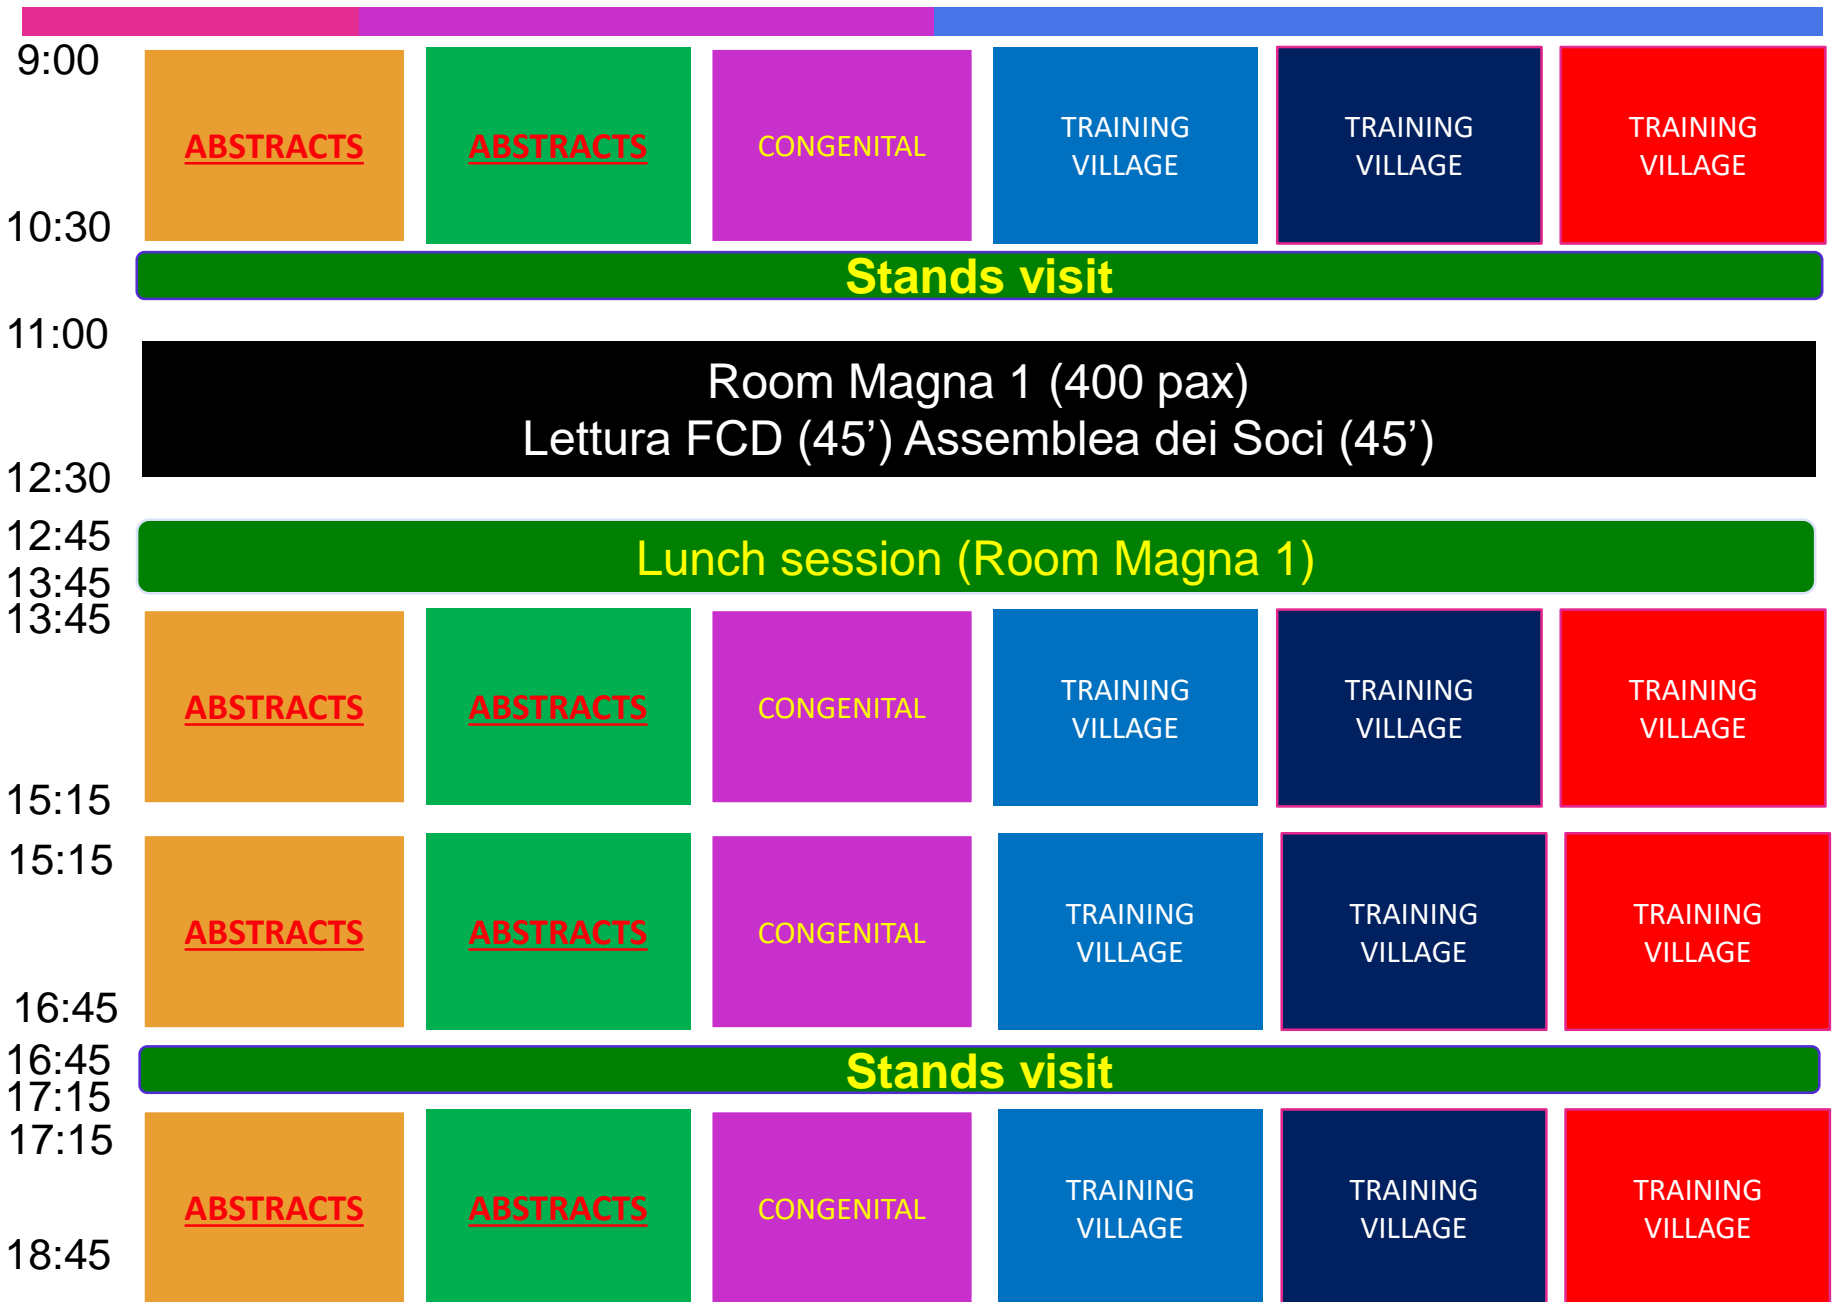 9:00
ABSTRACTS
ABSTRACTS
CONGENITAL
TRAINING
VILLAGE
TRAINING
VILLAGE
TRAINING
VILLAGE
10:30
Stands visit
11:00
Room Magna 1 (400 pax)
Lettura FCD (45’) Assemblea dei Soci (45’)
12:30
12:45
Lunch session (Room Magna 1)
13:45
13:45
ABSTRACTS
ABSTRACTS
CONGENITAL
TRAINING
VILLAGE
TRAINING
VILLAGE
TRAINING
VILLAGE
15:15
15:15
ABSTRACTS
ABSTRACTS
CONGENITAL
TRAINING
VILLAGE
TRAINING
VILLAGE
TRAINING
VILLAGE
16:45
16:45
Stands visit
17:15
17:15
ABSTRACTS
ABSTRACTS
CONGENITAL
TRAINING
VILLAGE
TRAINING
VILLAGE
TRAINING
VILLAGE
18:45